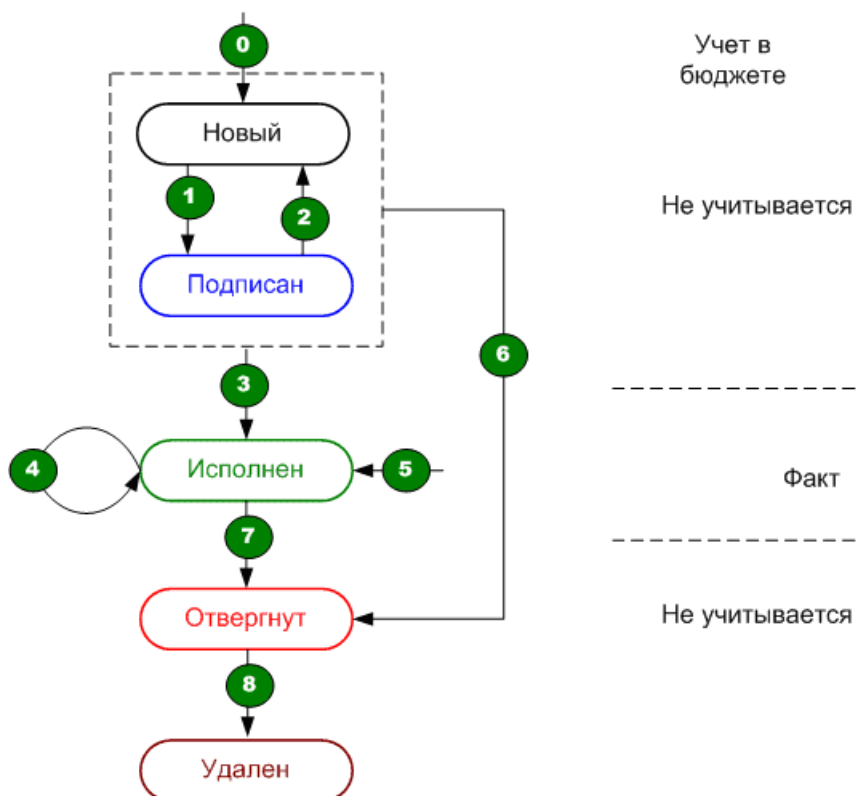 0
Учет в
бюджете
Новый
1
2
Не учитывается
Подписан
6
3
Исполнен
4
5
Факт
7
Отвергнут
Не учитывается
8
Удален